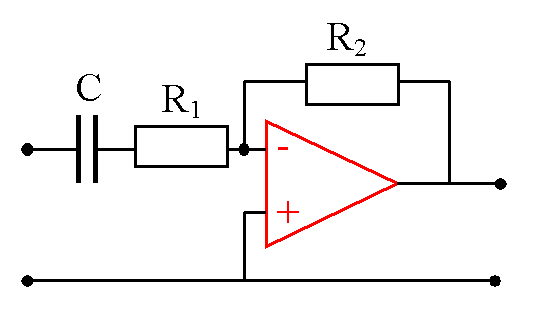 R₂
C
R₁
-
+